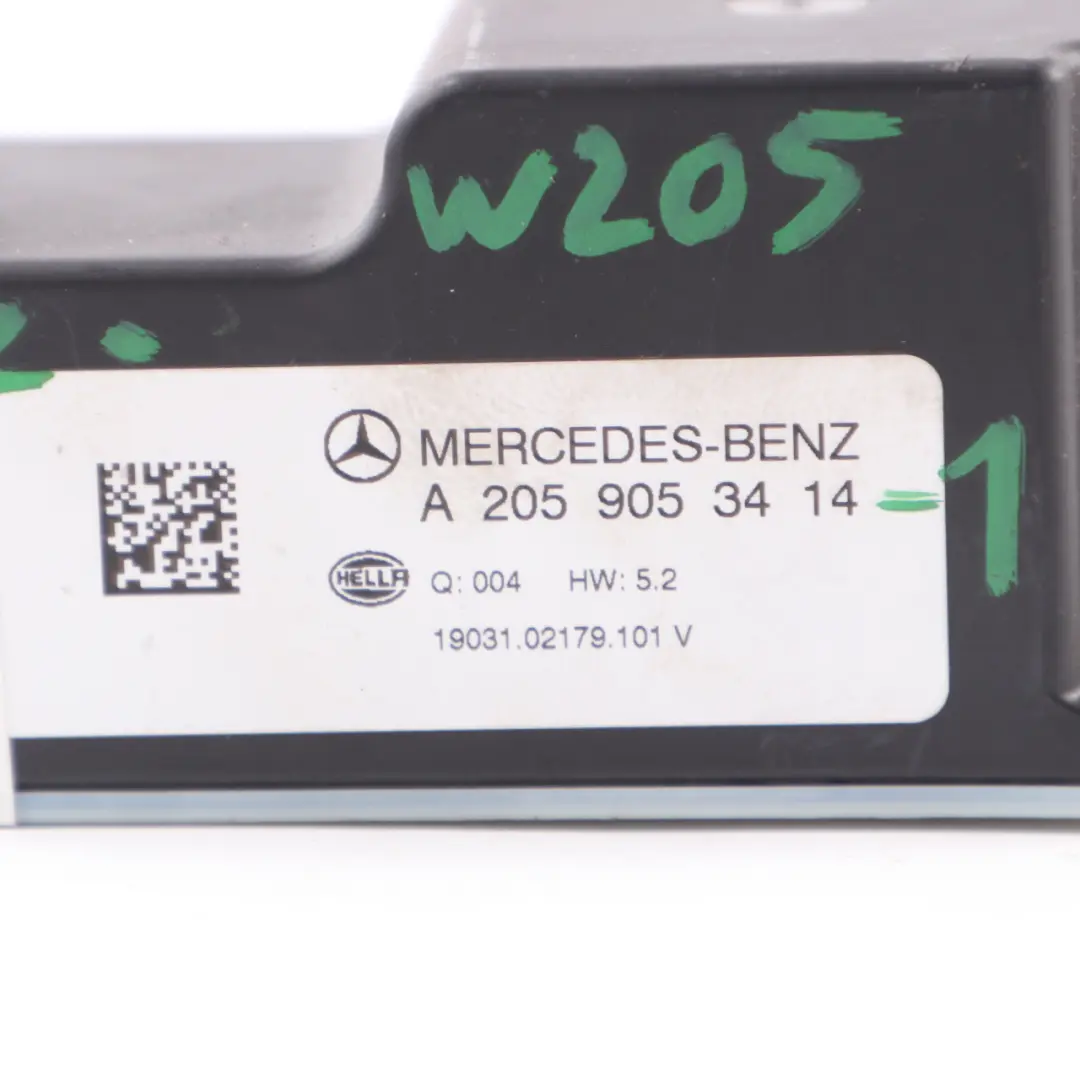 W205
MERCEDES-BENZ
A 205 905 34 14 -1
HELLA Q: 004 HW: 5.2
19031.02179.101 V